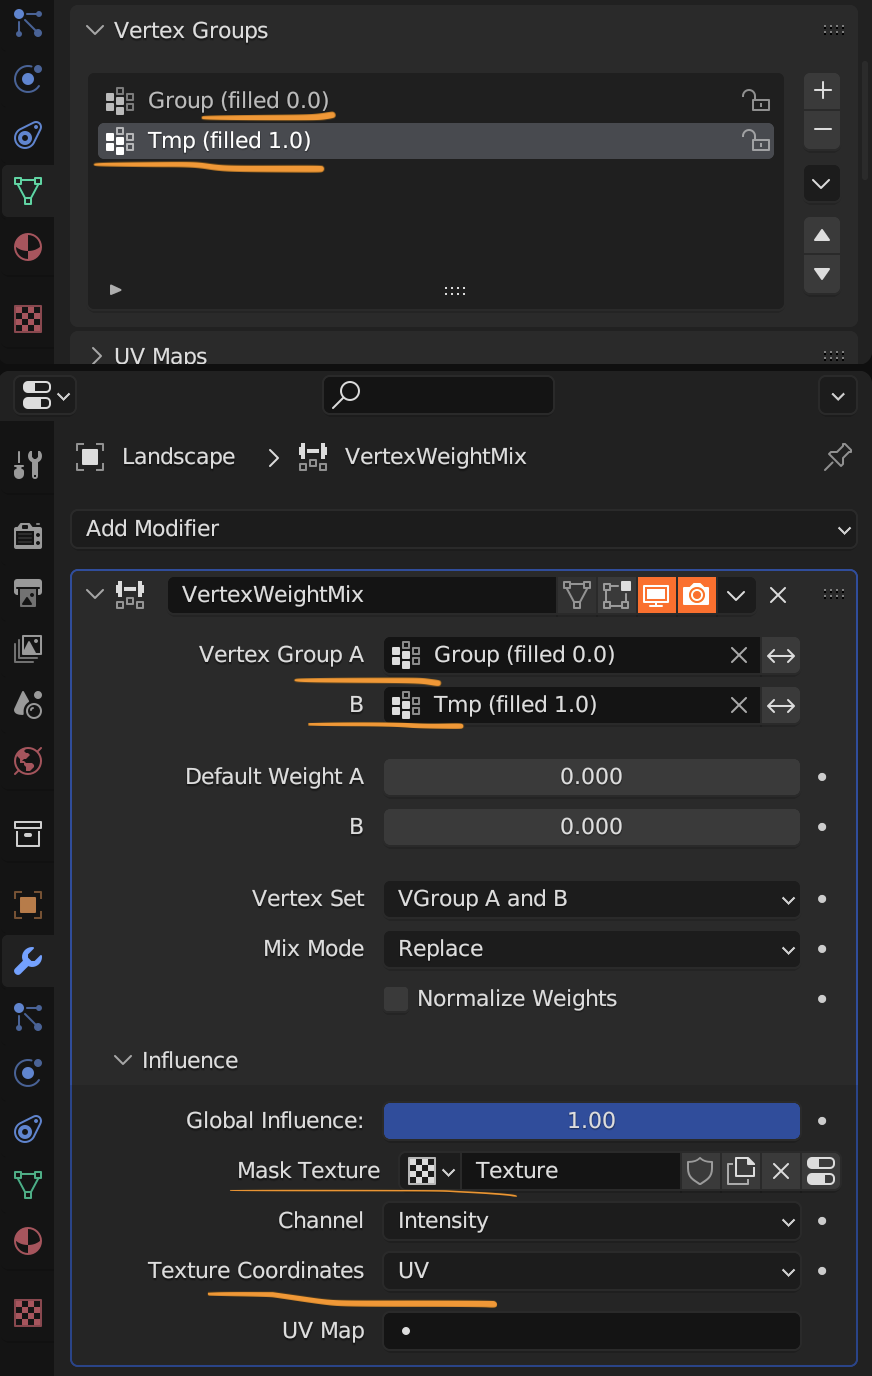 Vertex Groups
Group (filled 0.0)
Tmp (filled 1.0)
UV Maps
Landscape > VertexWeightMix
Add Modifier
VertexWeightMix
Vertex Group A Group (filled 0.0)
B Tmp (filled 1.0)
Default Weight A 0.000
B 0.000
Vertex Set VGroup A and B
Mix Mode Replace
Normalize Weights
Influence
Global Influence: 1.00
Mask Texture Texture
Channel Intensity
Texture Coordinates UV
UV Map